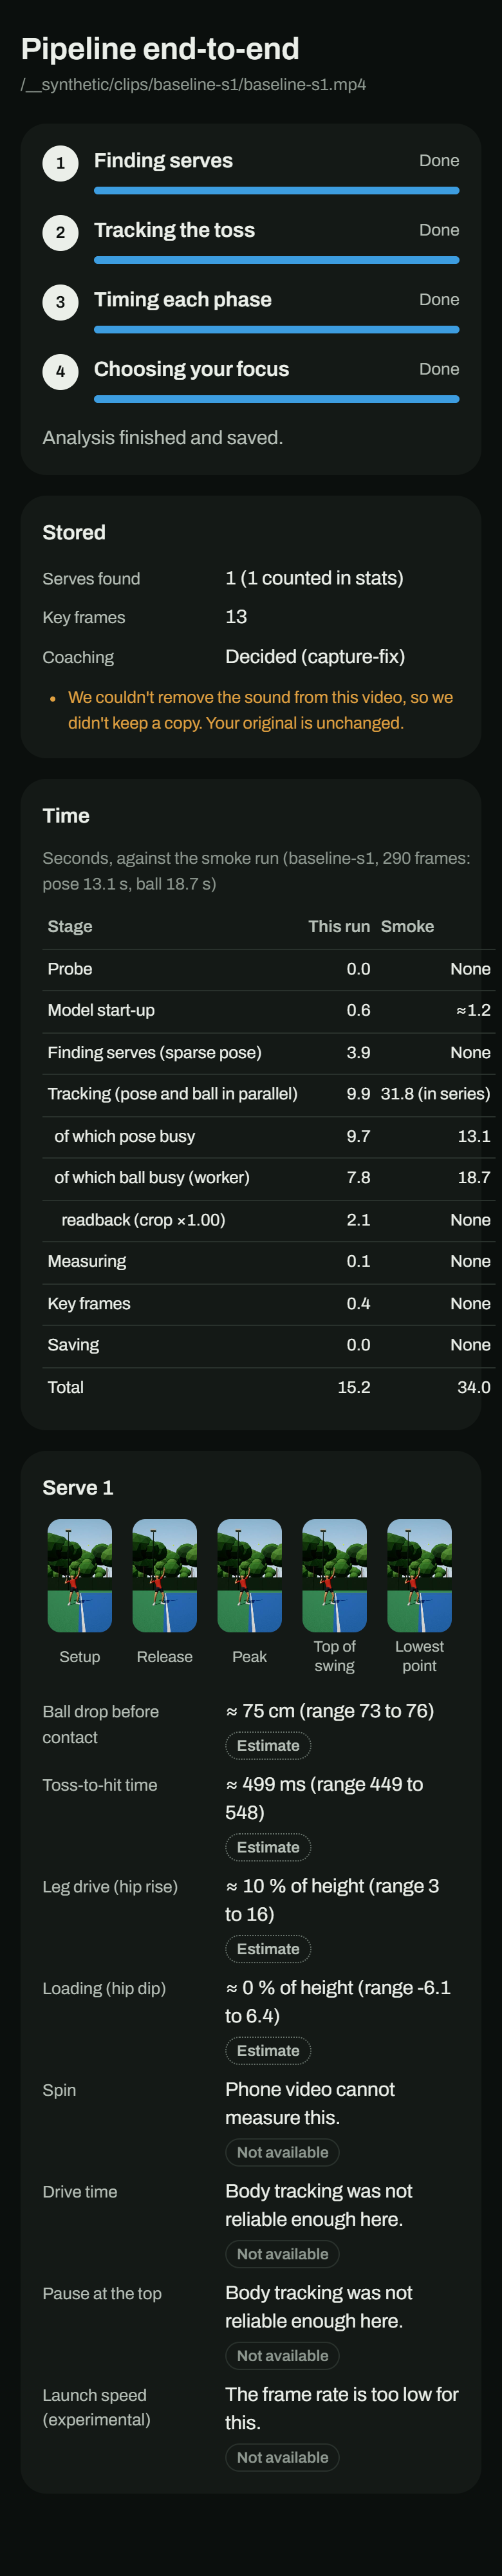 Pipeline end-to-end
/__synthetic/clips/baseline-s1/baseline-s1.mp4
1 Finding serves Done
2 Tracking the toss Done
3 Timing each phase Done
4 Choosing your focus Done
Analysis finished and saved.
Stored
Serves found 1 (1 counted in stats)
Key frames 13
Coaching Decided (capture-fix)
• We couldn't remove the sound from this video, so we
didn't keep a copy. Your original is unchanged.
Time
Seconds, against the smoke run (baseline-s1, 290 frames:
pose 13.1 s, ball 18.7 s)
Stage This run Smoke
Probe 0.0 None
Model start-up 0.6 ≈1.2
Finding serves (sparse pose) 3.9 None
Tracking (pose and ball in parallel) 9.9 31.8 (in series)
of which pose busy 9.7 13.1
of which ball busy (worker) 7.8 18.7
readback (crop ×1.00) 2.1 None
Measuring 0.1 None
Key frames 0.4 None
Saving 0.0 None
Total 15.2 34.0
Serve 1
Setup Release Peak Top of swing Lowest point
Ball drop before contact
≈ 75 cm (range 73 to 76)
Estimate
Toss-to-hit time
≈ 499 ms (range 449 to
548)
Estimate
Leg drive (hip rise)
≈ 10 % of height (range 3
to 16)
Estimate
Loading (hip dip)
≈ 0 % of height (range -6.1
to 6.4)
Estimate
Spin
Phone video cannot
measure this.
Not available
Drive time
Body tracking was not
reliable enough here.
Not available
Pause at the top
Body tracking was not
reliable enough here.
Not available
Launch speed
(experimental)
The frame rate is too low for
this.
Not available